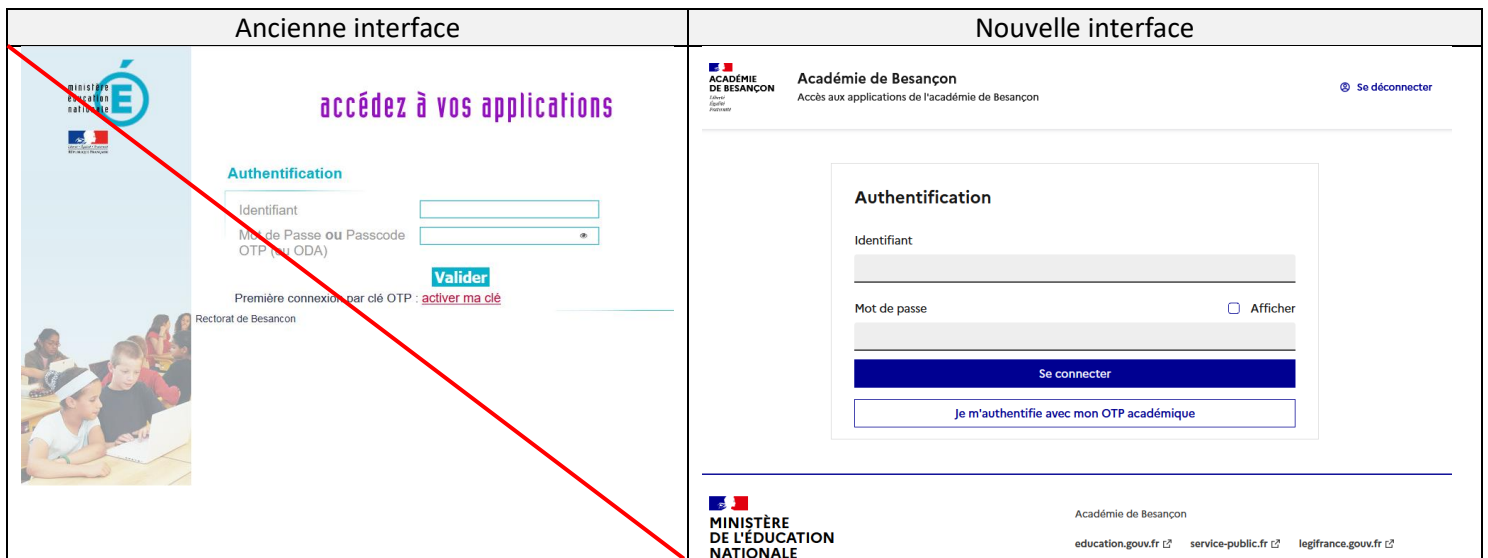 Ancienne interface
Nouvelle interface
ministère
éducation
nationale
É
accédez à vos applications
Authentification
Identifiant
Mot de Passe ou Passcode
OTP (ou ODA)
Valider
Première connexion par clé OTP : activer ma clé
Rectorat de Besancon
ACADÉMIE
DE BESANÇON
Liberté
Égalité
Fraternité
Académie de Besançon
Accès aux applications de l'académie de Besançon
Se déconnecter
Authentification
Identifiant
Mot de passe
Afficher
Se connecter
Je m'authentifie avec mon OTP académique
MINISTÈRE
DE L'ÉDUCATION
NATIONALE
Académie de Besançon
education.gouv.fr service-public.fr legifrance.gouv.fr